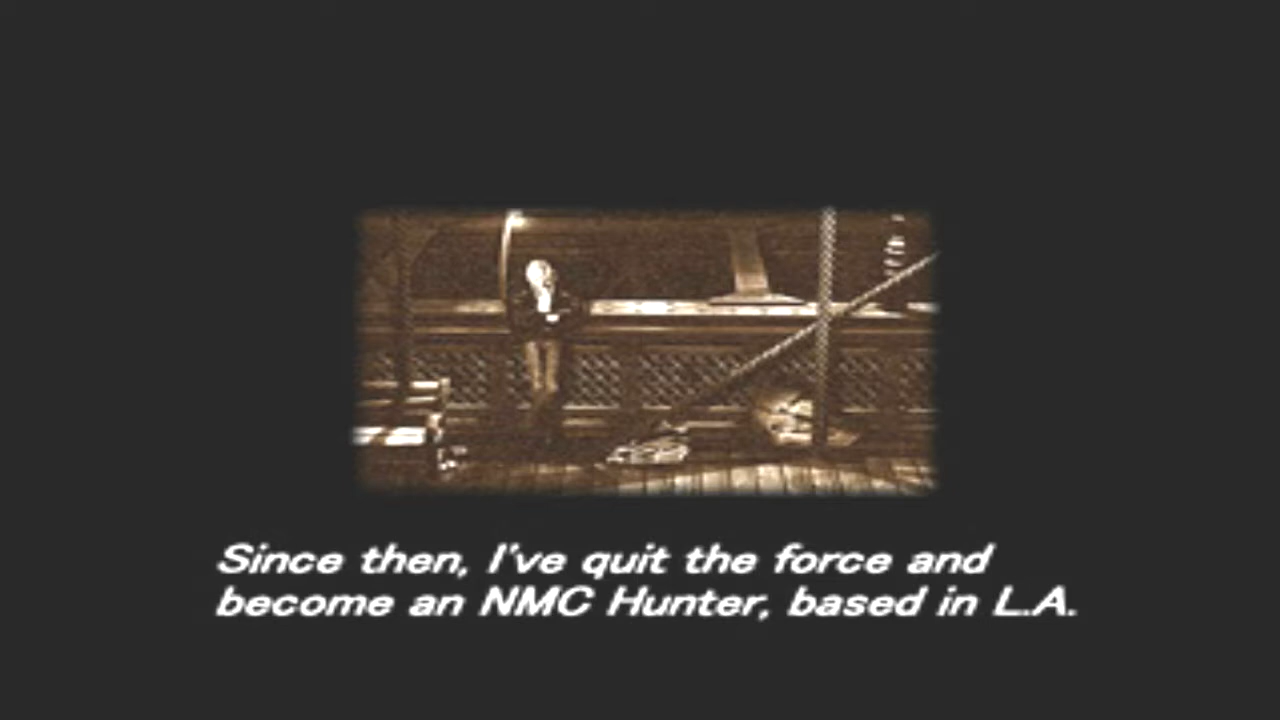 Since then, I've quit the force and
become an NMC Hunter, based in L.A.